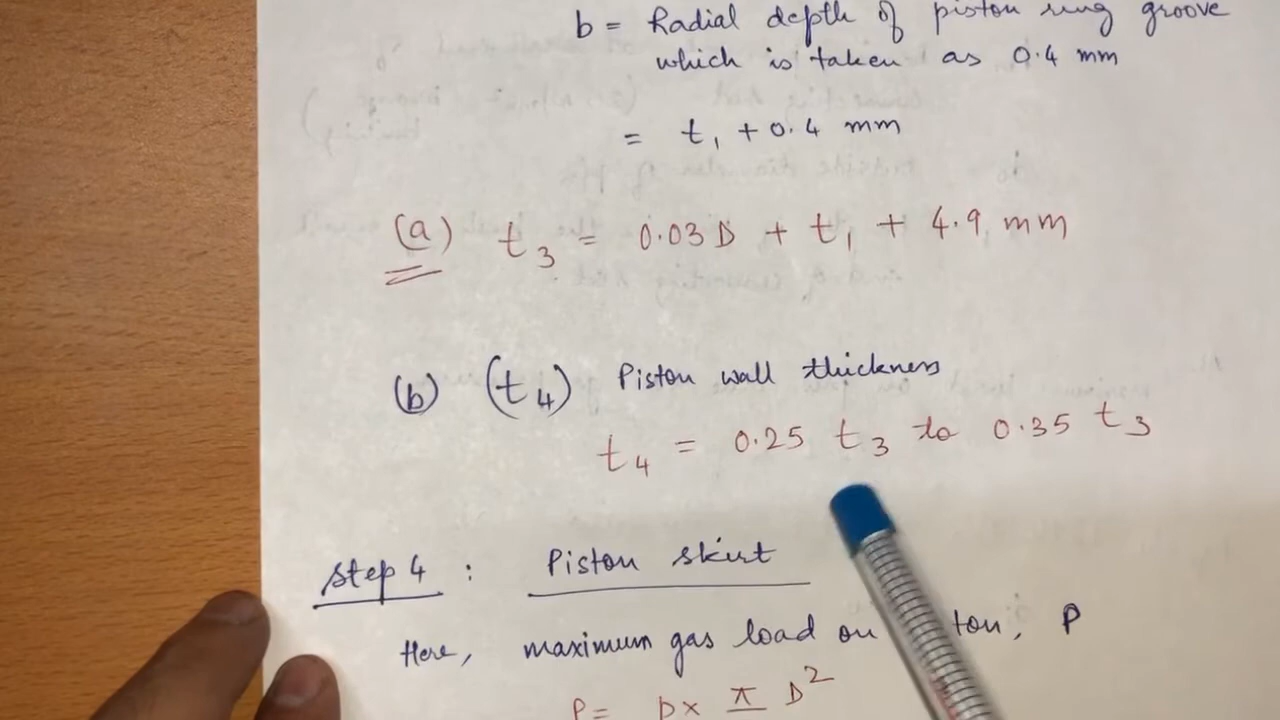 b = Radial depth of piston ring groove
which is taken as 0.4 mm
= t₁ + 0.4 mm
(a) t₃ = 0.03 D + t₁ + 4.9 mm
(b) (t₄) Piston wall thickness
t₄ = 0.25 t₃ to 0.35 t₃
Step 4 : Piston skirt
Here, maximum gas load on ton, P
P = p × π D²